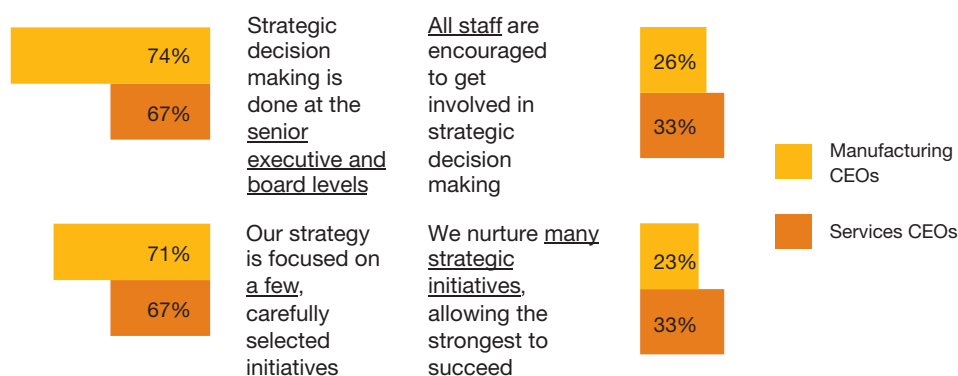 74%
67%
Strategic
decision
making is
done at the
senior
executive and
board levels
All staff are
encouraged
to get
involved in
strategic
decision
making
26%
33%
71%
67%
Our strategy
is focused on
a few,
carefully
selected
initiatives
We nurture many
strategic
initiatives,
allowing the
strongest to
succeed
23%
33%
Manufacturing
CEOs
Services CEOs